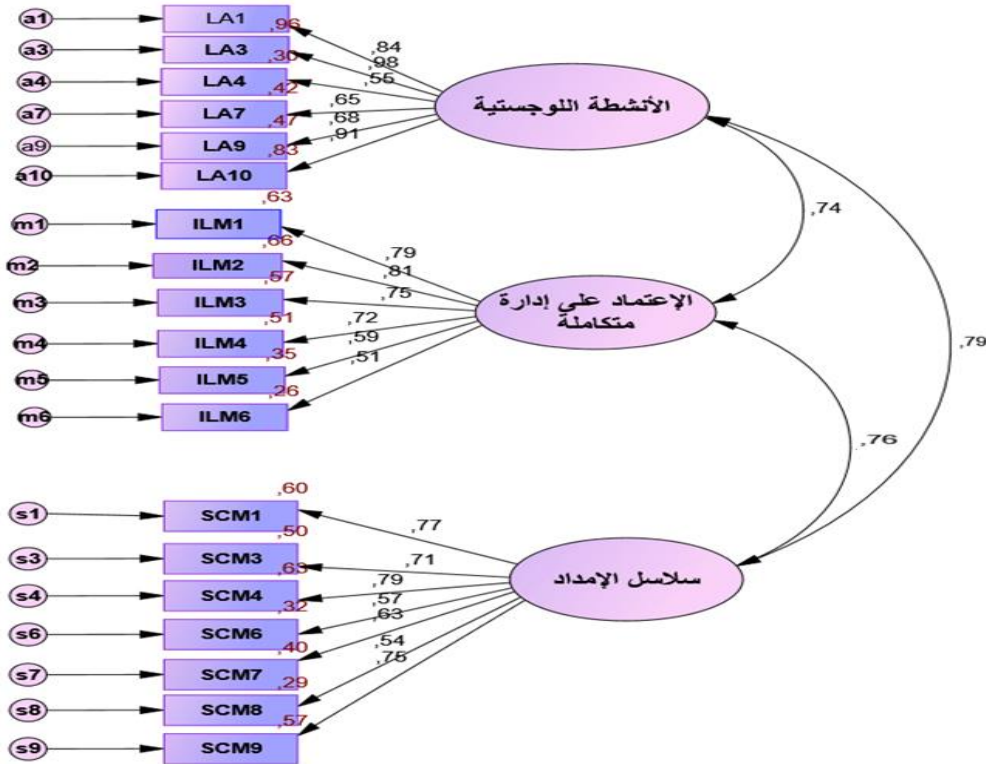 a1 LA1
,96
,84
a3 LA3
,30
,98
a4 LA4
,42
,55
a7 LA7
,47
,65
a9 LA9
,83
,68
a10 LA10
,91
الأنشطة اللوجستية
,63
m1 ILM1
,66
,79
m2 ILM2
,57
,81
m3 ILM3
,51
,75
m4 ILM4
,35
,72
m5 ILM5
,26
,59
m6 ILM6
,51
الإعتماد علي إدارة
متكاملة
,74
,79
,76
,60
s1 SCM1
,50
,77
s3 SCM3
,63
,71
s4 SCM4
,32
,79
s6 SCM6
,57
,63
s7 SCM7
,40
,54
s8 SCM8
,29
,75
s9 SCM9
,57
سلاسل الإمداد